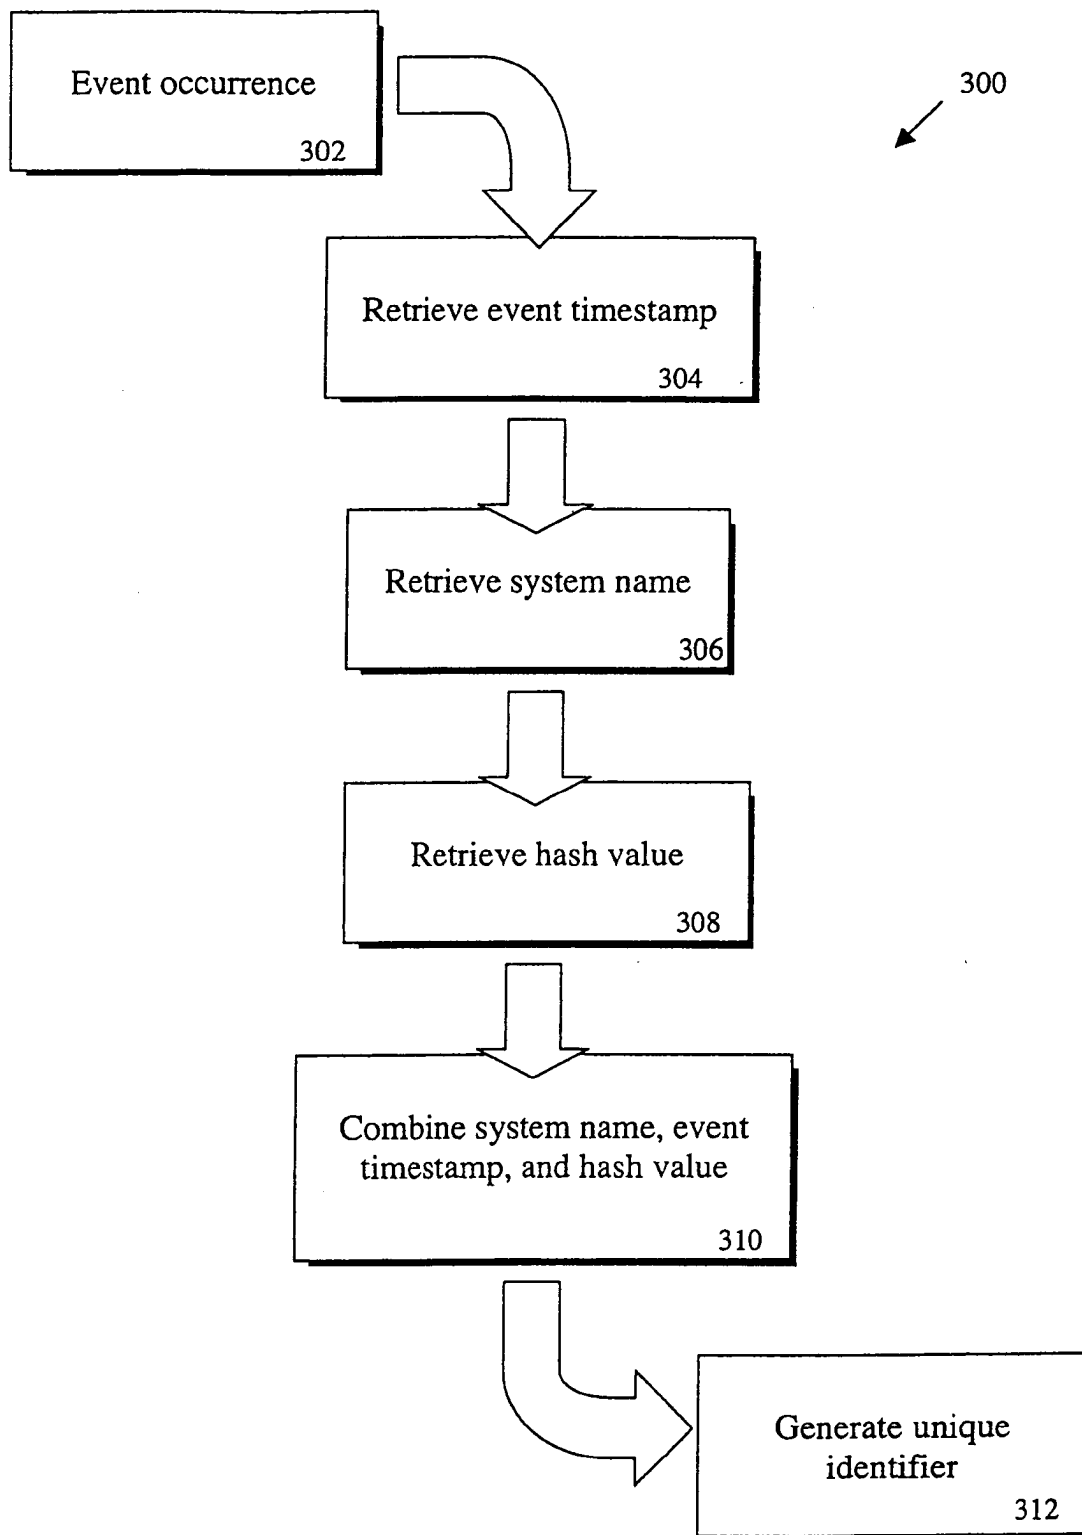 Event occurrence
302
300
Retrieve event timestamp
304
Retrieve system name
306
Retrieve hash value
308
Combine system name, event
timestamp, and hash value
310
Generate unique
identifier
312